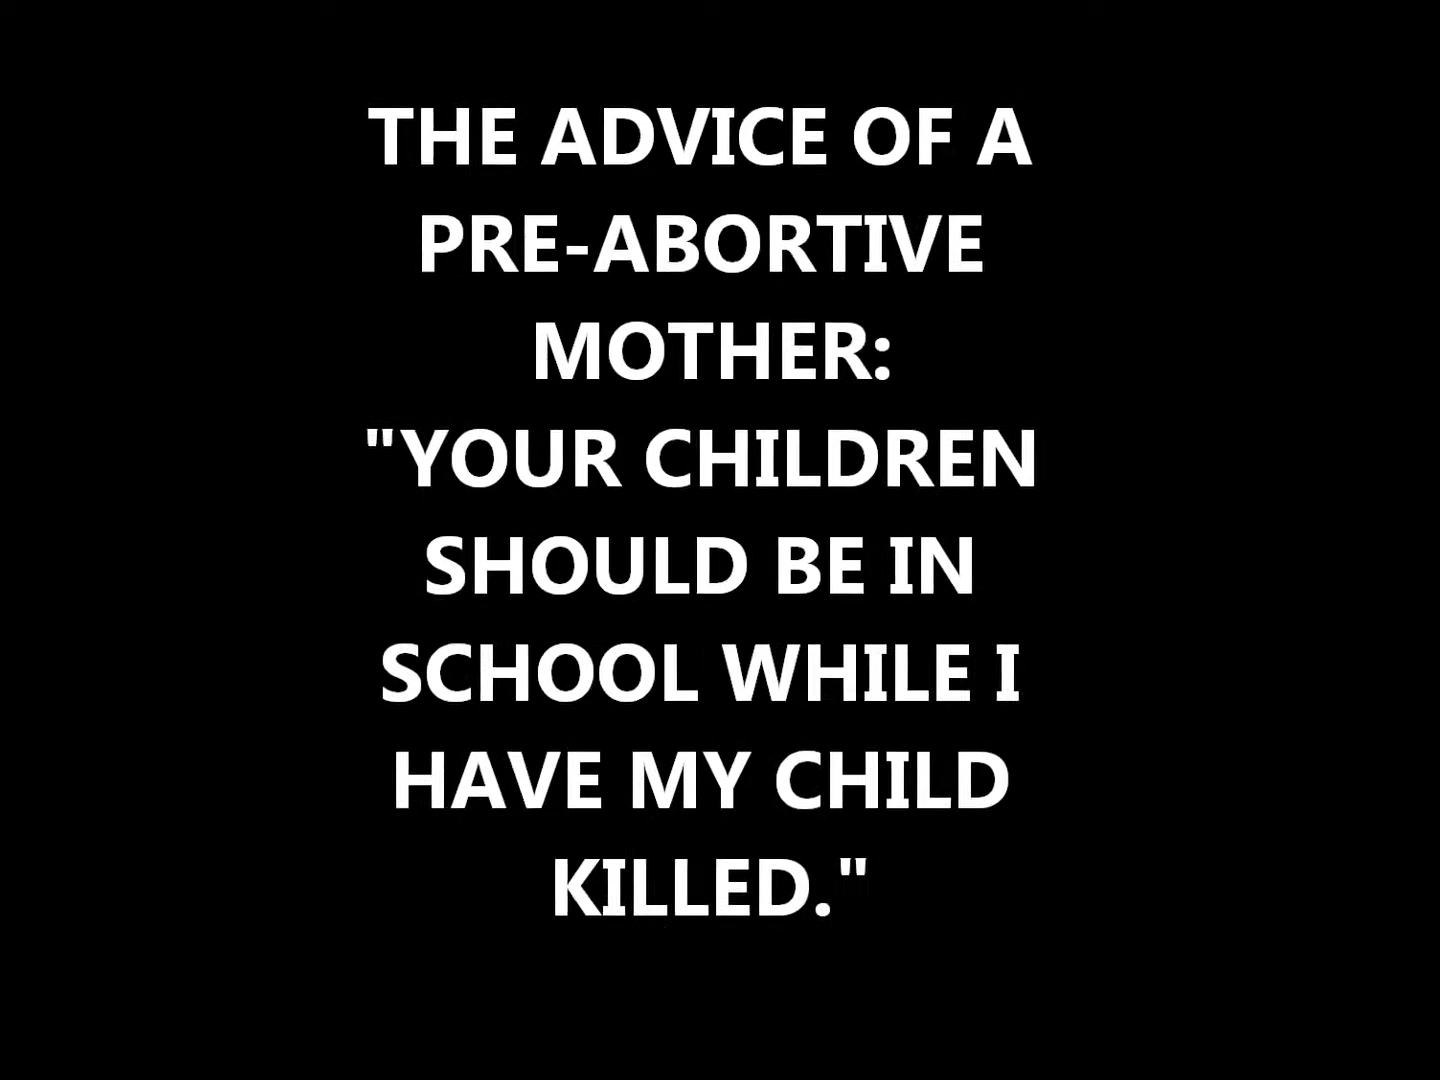 THE ADVICE OF A
PRE-ABORTIVE
MOTHER:
"YOUR CHILDREN
SHOULD BE IN
SCHOOL WHILE I
HAVE MY CHILD
KILLED."